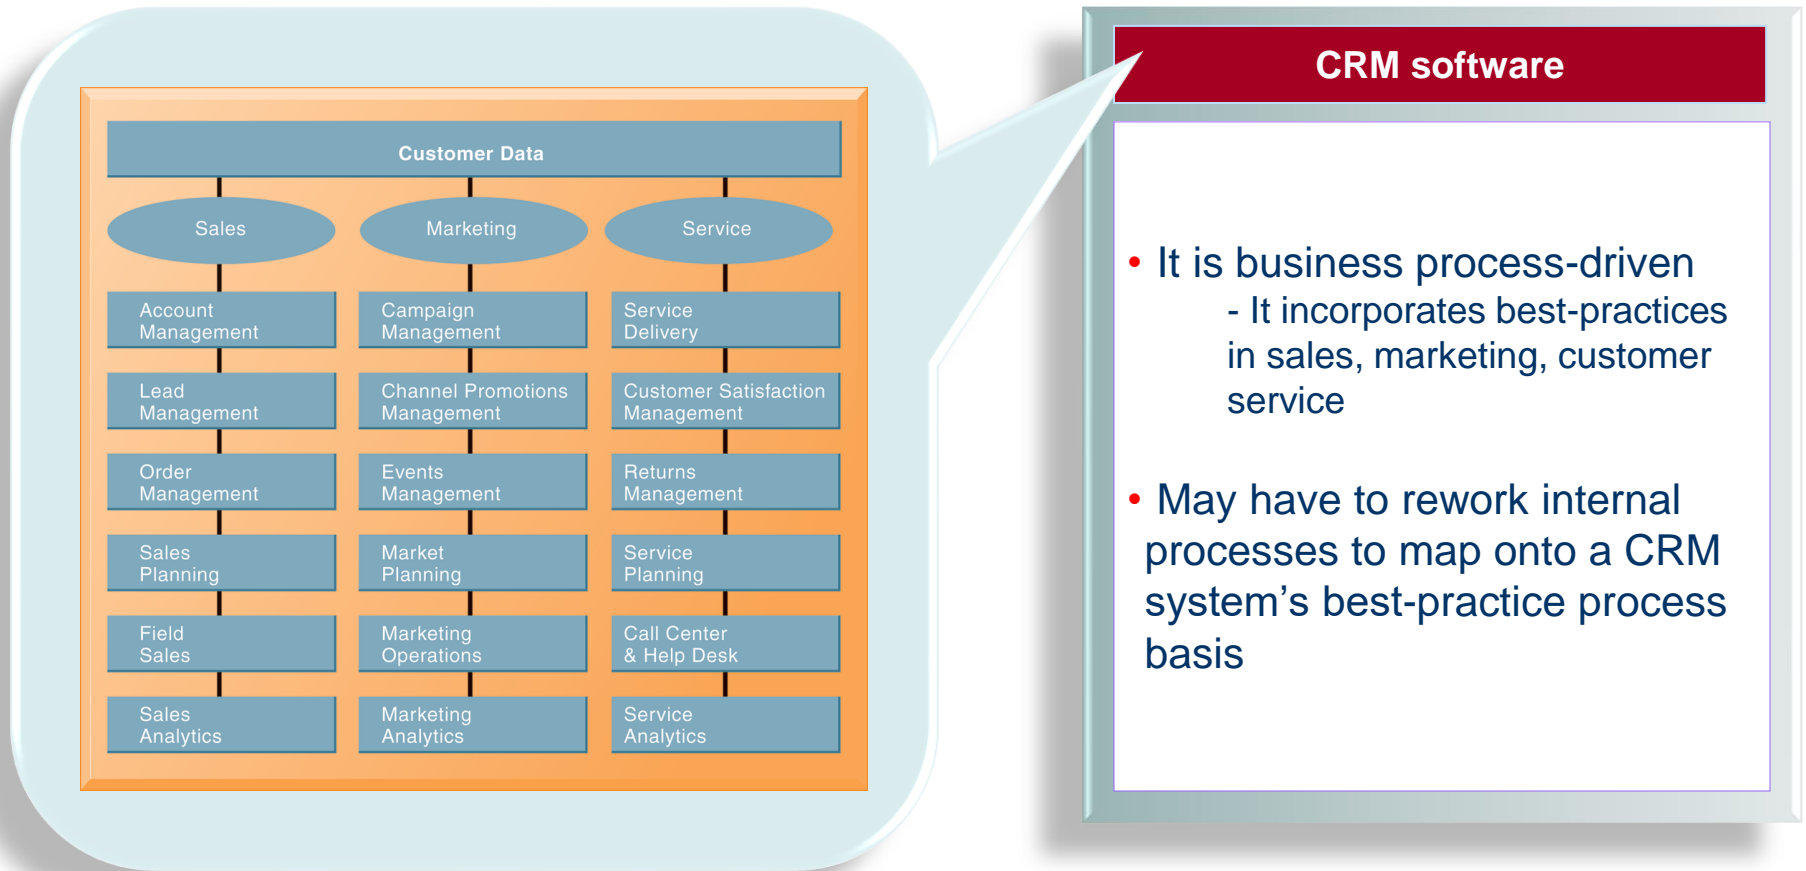 Customer Data
Sales
Marketing
Service
Account
Management
Campaign
Management
Service
Delivery
Lead
Management
Channel Promotions
Management
Customer Satisfaction
Management
Order
Management
Events
Management
Returns
Management
Sales
Planning
Market
Planning
Service
Planning
Field
Sales
Marketing
Operations
Call Center
& Help Desk
Sales
Analytics
Marketing
Analytics
Service
Analytics
CRM software
• It is business process-driven
- It incorporates best-practices
in sales, marketing, customer
service
• May have to rework internal
processes to map onto a CRM
system’s best-practice process
basis